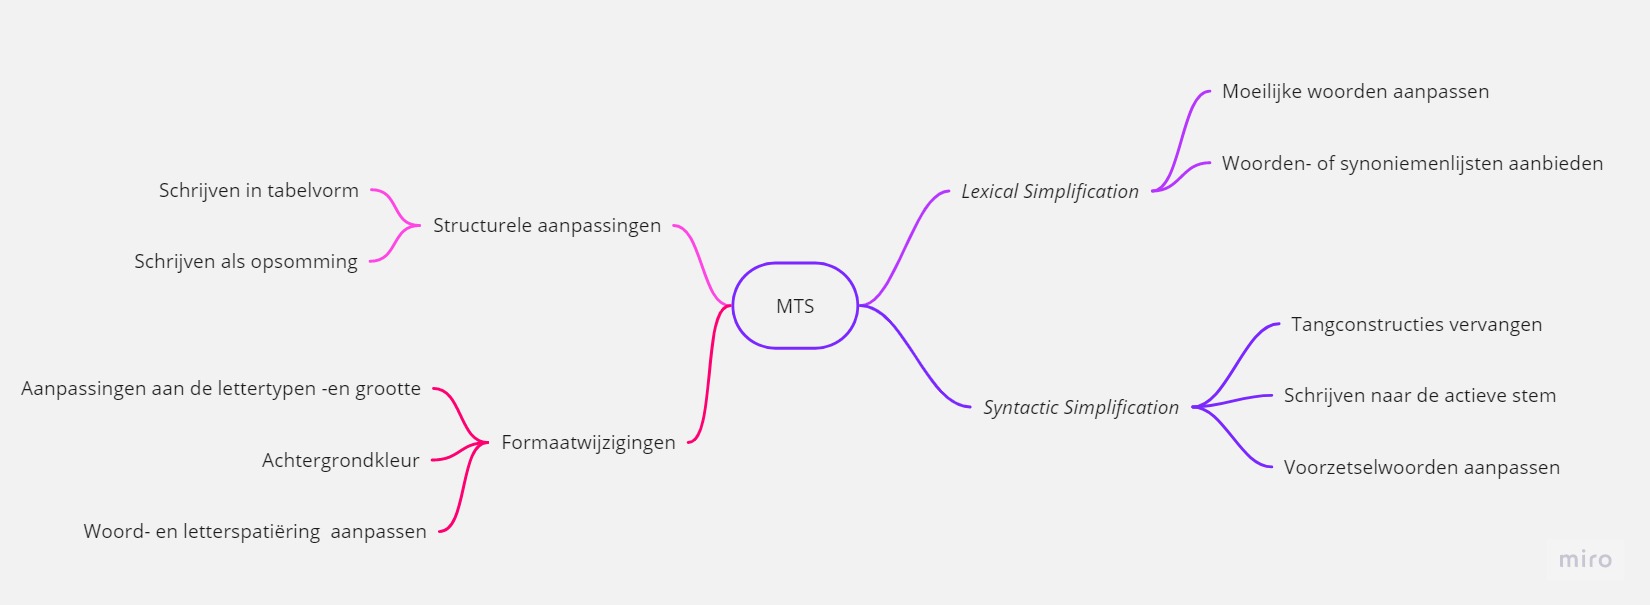 MTS
Structurele aanpassingen
Schrijven in tabelvorm
Schrijven als opsomming
Formaatwijzigingen
Aanpassingen aan de lettertypen -en grootte
Achtergrondkleur
Woord- en letterspatiëring  aanpassen
Lexical Simplification
Moeilijke woorden aanpassen
Woorden- of synoniemenlijsten aanbieden
Syntactic Simplification
Tangconstructies vervangen
Schrijven naar de actieve stem
Voorzetselwoorden aanpassen
miro